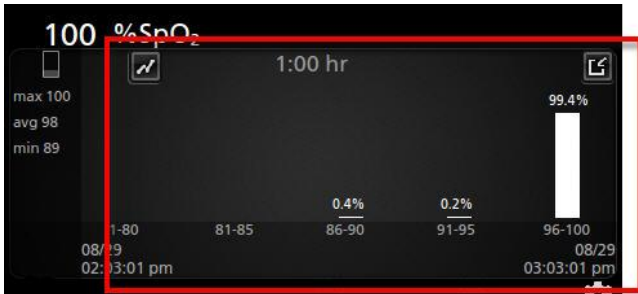 100 %SpO₂
1:00 hr
max 100
avg 98
min 89
99.4%
0.4% 0.2%
1-80 81-85 86-90 91-95 96-100
08/29 08/29
02:03:01 pm 03:03:01 pm